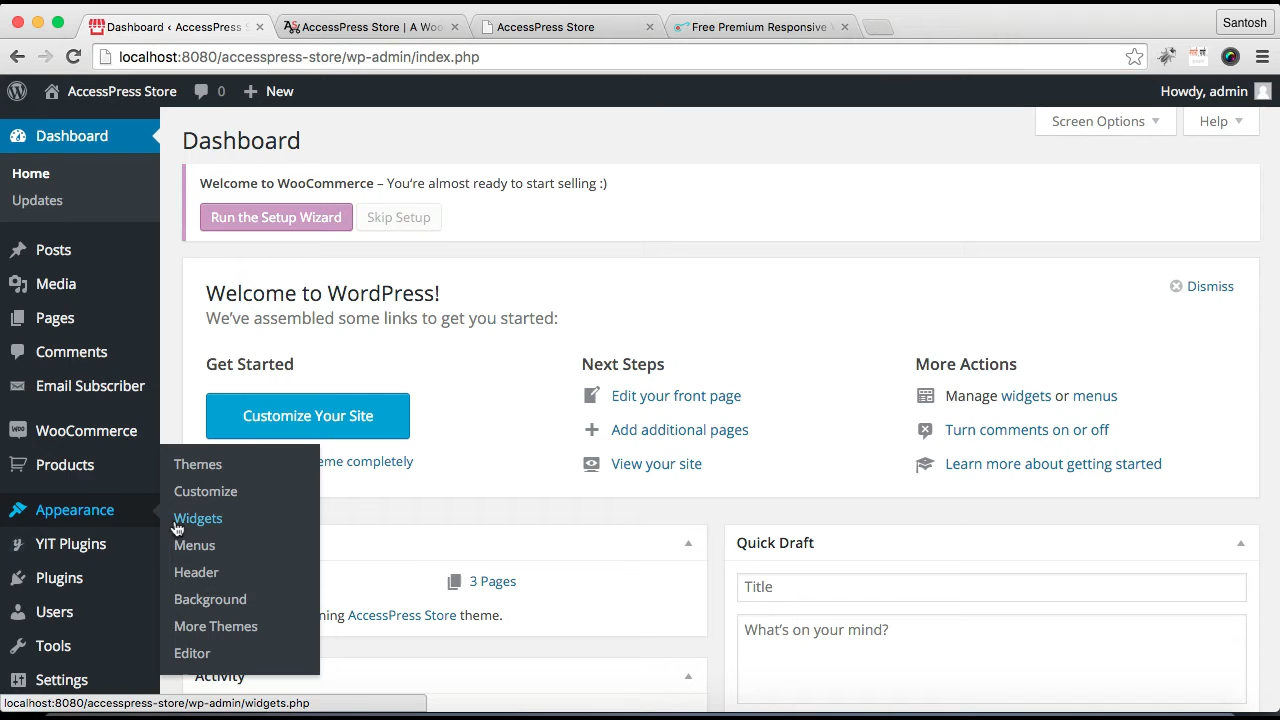 Dashboard ‹ AccessPress S
AccessPress Store | A Woo
AccessPress Store
Free Premium Responsive W
Santosh
localhost:8080/accesspress-store/wp-admin/index.php
AccessPress Store
0
New
Howdy, admin
Dashboard
Home
Updates
Posts
Media
Pages
Comments
Email Subscriber
WooCommerce
Products
Appearance
YIT Plugins
Plugins
Users
Tools
Settings
Themes
Customize
Widgets
Menus
Header
Background
More Themes
Editor
Screen Options
Help
Dashboard
Welcome to WooCommerce – You‘re almost ready to start selling :)
Run the Setup Wizard
Skip Setup
Welcome to WordPress!
Dismiss
We’ve assembled some links to get you started:
Get Started
Customize Your Site
eme completely
Next Steps
Edit your front page
Add additional pages
View your site
More Actions
Manage widgets or menus
Turn comments on or off
Learn more about getting started
3 Pages
ning AccessPress Store theme.
Activity
Quick Draft
Title
What’s on your mind?
localhost:8080/accesspress-store/wp-admin/widgets.php